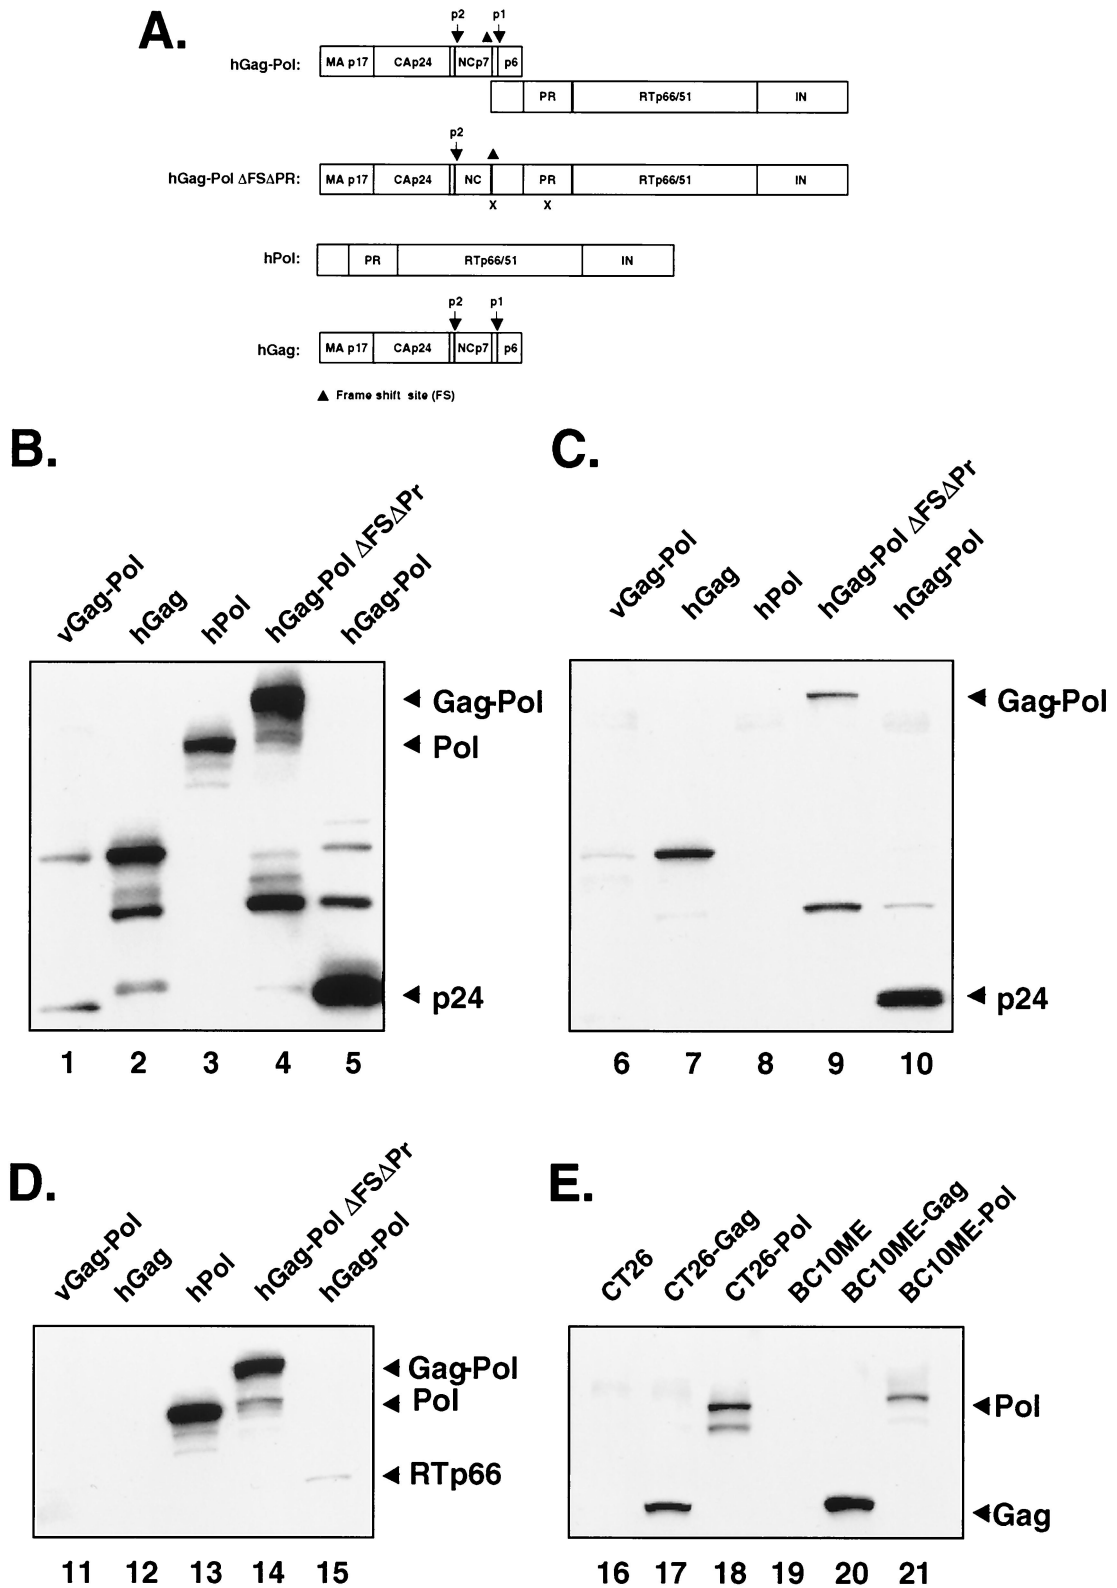 A.
p2 p1
hGag-Pol: MA p17 CAp24 NCp7 p6
PR RTp66/51 IN
p2
hGag-Pol ΔFSΔPR: MA p17 CAp24 NC PR RTp66/51 IN
X X
hPol: PR RTp66/51 IN
p2 p1
hGag: MA p17 CAp24 NCp7 p6
▲ Frame shift site (FS)
B.
vGag-Pol hGag hPol hGag-Pol ΔFSΔPr hGag-Pol
Gag-Pol
Pol
p24
1 2 3 4 5
C.
vGag-Pol hGag hPol hGag-Pol ΔFSΔPr hGag-Pol
Gag-Pol
p24
6 7 8 9 10
D.
vGag-Pol hGag hPol hGag-Pol ΔFSΔPr hGag-Pol
Gag-Pol
Pol
RTp66
11 12 13 14 15
E.
CT26 CT26-Gag CT26-Pol BC10ME BC10ME-Gag BC10ME-Pol
Pol
Gag
16 17 18 19 20 21